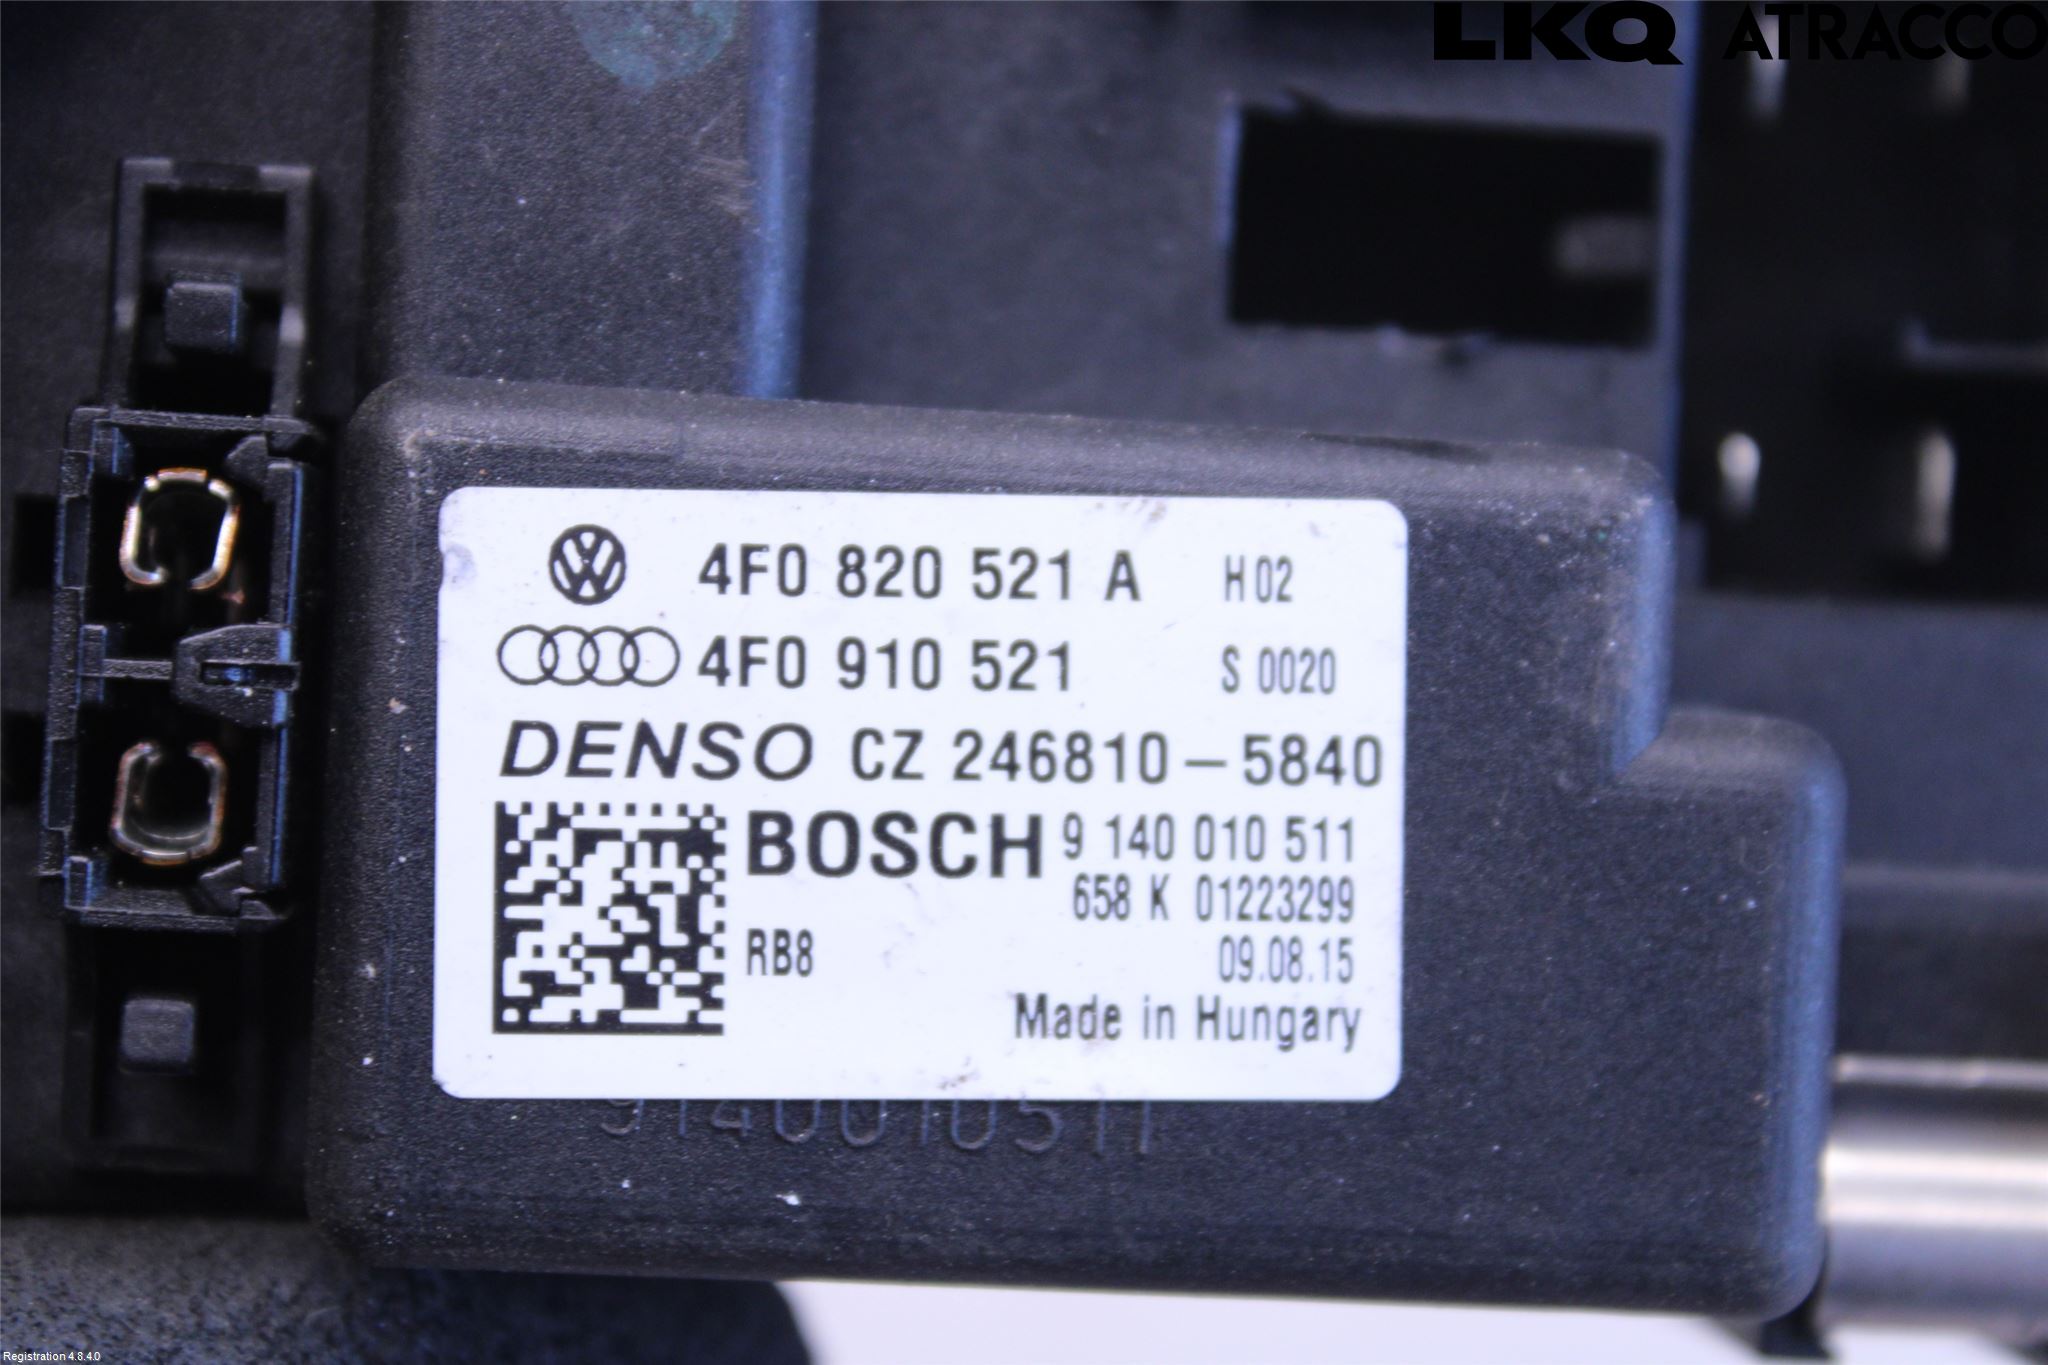 LKQ ATRACCO
4F0 820 521 A H02
4F0 910 521 S 0020
DENSO CZ 246810-5840
BOSCH 9 140 010 511
658 K 01223299
RB8 09.08.15
Made in Hungary
9140010511
Registration 4.8.4.0